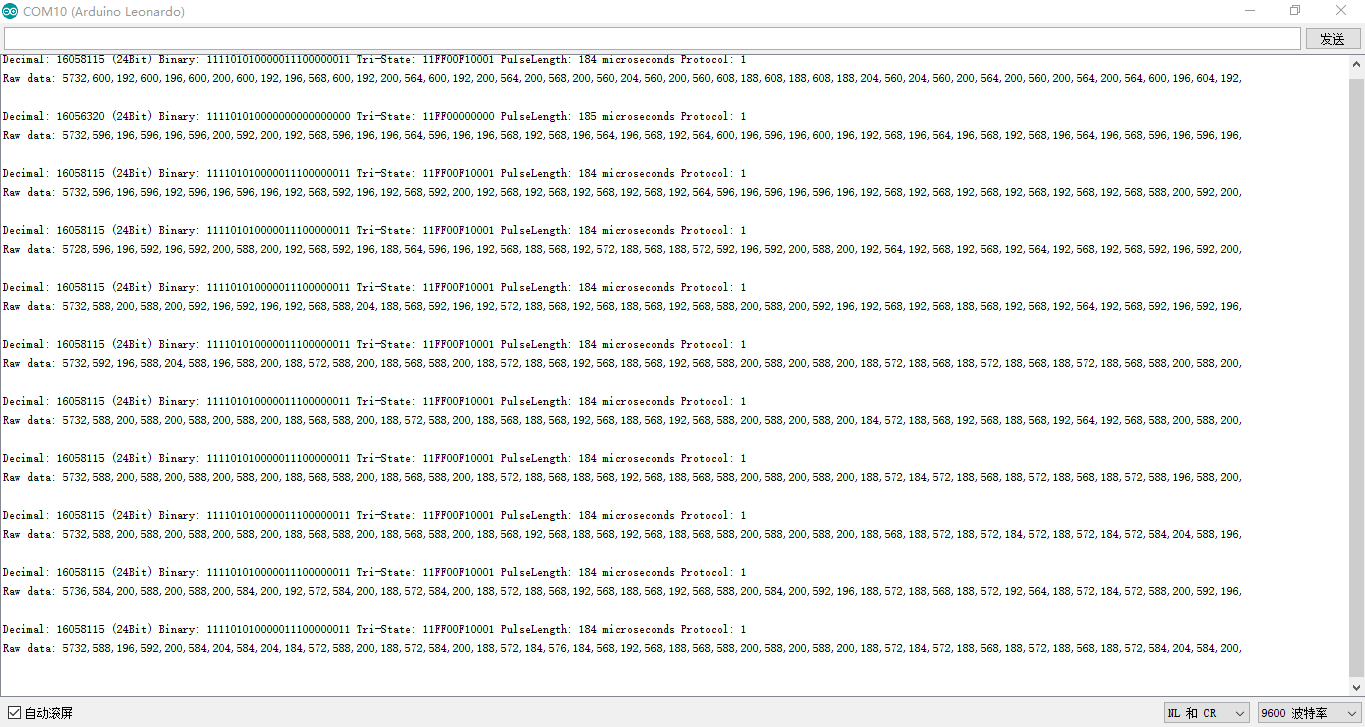 COM10 (Arduino Leonardo)
发送
Decimal: 16058115 (24Bit) Binary: 111101010000011100000011 Tri-State: 11FF00F10001 PulseLength: 184 microseconds Protocol: 1
Raw data: 5732,600,192,600,196,600,200,600,192,196,568,600,192,200,564,600,192,200,564,200,568,200,560,204,560,200,560,608,188,608,188,608,188,188,204,560,204,560,200,564,200,560,200,564,200,564,600,196,604,192,
Decimal: 16056320 (24Bit) Binary: 111101010000000000000000 Tri-State: 11FF00000000 PulseLength: 185 microseconds Protocol: 1
Raw data: 5732,596,196,596,196,596,200,592,200,192,568,596,196,196,564,596,196,196,564,196,568,192,568,196,564,196,568,192,564,600,196,596,196,600,196,192,568,196,564,196,568,192,568,196,564,196,596,196,596,196,
Decimal: 16058115 (24Bit) Binary: 111101010000011100000011 Tri-State: 11FF00F10001 PulseLength: 184 microseconds Protocol: 1
Raw data: 5732,596,196,596,192,596,196,596,192,568,592,196,192,568,592,200,192,568,192,568,192,568,192,564,596,196,596,196,596,196,192,568,192,568,192,568,192,568,192,568,588,200,592,200,
Decimal: 16058115 (24Bit) Binary: 111101010000011100000011 Tri-State: 11FF00F10001 PulseLength: 184 microseconds Protocol: 1
Raw data: 5728,596,196,592,196,592,200,588,200,192,568,592,196,188,564,596,196,192,568,188,568,192,572,188,568,188,572,592,196,592,200,588,200,192,564,192,568,192,568,192,564,192,568,192,568,592,196,592,200,
Decimal: 16058115 (24Bit) Binary: 111101010000011100000011 Tri-State: 11FF00F10001 PulseLength: 184 microseconds Protocol: 1
Raw data: 5732,588,200,588,200,592,196,592,196,192,568,588,204,188,568,592,196,192,572,188,568,192,568,188,568,192,568,588,200,588,200,592,196,192,568,192,568,188,568,192,568,192,564,192,568,592,196,592,196,
Decimal: 16058115 (24Bit) Binary: 111101010000011100000011 Tri-State: 11FF00F10001 PulseLength: 184 microseconds Protocol: 1
Raw data: 5732,592,196,588,204,588,196,588,200,188,572,588,200,188,568,588,200,188,572,188,568,192,568,188,568,192,568,588,200,588,200,588,200,188,572,188,568,188,572,188,568,188,572,188,568,588,200,588,200,
Decimal: 16058115 (24Bit) Binary: 111101010000011100000011 Tri-State: 11FF00F10001 PulseLength: 184 microseconds Protocol: 1
Raw data: 5732,588,200,588,200,588,200,588,200,188,568,588,200,188,572,588,200,188,568,188,568,192,568,188,568,192,568,588,200,588,200,588,200,184,572,188,568,192,568,188,568,192,564,192,568,588,200,588,200,
Decimal: 16058115 (24Bit) Binary: 111101010000011100000011 Tri-State: 11FF00F10001 PulseLength: 184 microseconds Protocol: 1
Raw data: 5732,588,200,588,200,588,200,588,200,188,568,588,200,188,568,588,200,188,572,188,568,188,568,192,568,188,568,588,200,588,200,588,200,188,572,184,572,188,568,188,572,188,568,188,572,588,196,588,200,
Decimal: 16058115 (24Bit) Binary: 111101010000011100000011 Tri-State: 11FF00F10001 PulseLength: 184 microseconds Protocol: 1
Raw data: 5732,588,200,588,200,588,200,588,200,188,568,588,200,188,568,588,200,188,568,192,568,188,568,192,568,188,568,588,200,588,200,588,200,188,568,188,572,188,572,184,572,188,572,184,572,584,204,588,196,
Decimal: 16058115 (24Bit) Binary: 111101010000011100000011 Tri-State: 11FF00F10001 PulseLength: 184 microseconds Protocol: 1
Raw data: 5736,584,200,588,200,588,200,584,200,192,572,584,200,188,572,584,200,188,572,188,568,192,568,188,568,192,568,588,200,584,200,592,196,188,572,188,568,188,572,192,564,188,572,184,572,588,200,592,196,
Decimal: 16058115 (24Bit) Binary: 111101010000011100000011 Tri-State: 11FF00F10001 PulseLength: 184 microseconds Protocol: 1
Raw data: 5732,588,196,592,200,584,204,584,204,184,572,588,200,188,572,584,200,188,572,184,576,184,568,192,568,188,568,588,200,588,200,588,200,188,572,184,572,188,568,188,572,188,568,188,572,584,204,584,200,
自动滚屏
NL 和 CR
9600 波特率